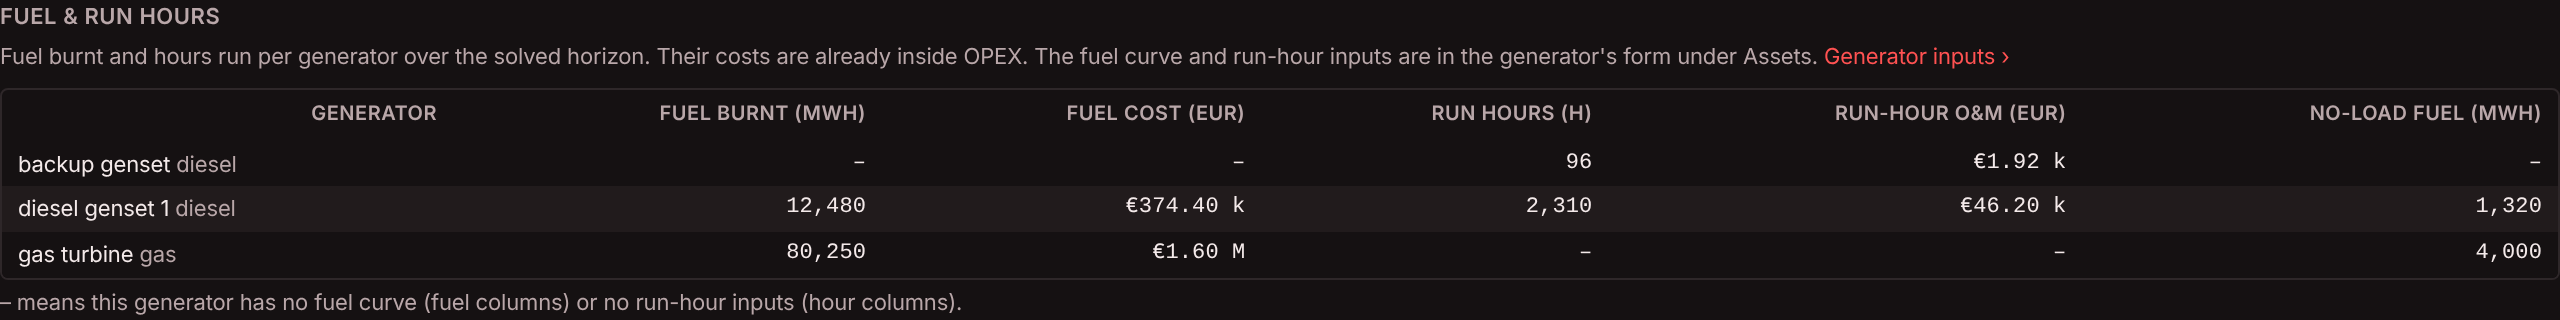 FUEL & RUN HOURS
Fuel burnt and hours run per generator over the solved horizon. Their costs are already inside OPEX. The fuel curve and run-hour inputs are in the generator's form under Assets. Generator inputs ›
GENERATOR FUEL BURNT (MWH) FUEL COST (EUR) RUN HOURS (H) RUN-HOUR O&M (EUR) NO-LOAD FUEL (MWH)
backup genset diesel – – 96 €1.92 k –
diesel genset 1 diesel 12,480 €374.40 k 2,310 €46.20 k 1,320
gas turbine gas 80,250 €1.60 M – – 4,000
– means this generator has no fuel curve (fuel columns) or no run-hour inputs (hour columns).